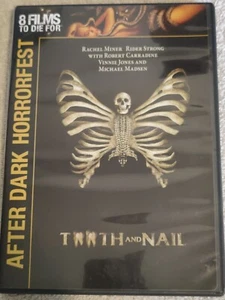 8 FILMS
TO DIE FOR
RACHEL MINER RIDER STRONG
WITH ROBERT CARRADINE
VINNIE JONES AND
MICHAEL MADSEN
AFTER DARK HORRORFEST
TOOTH AND NAIL